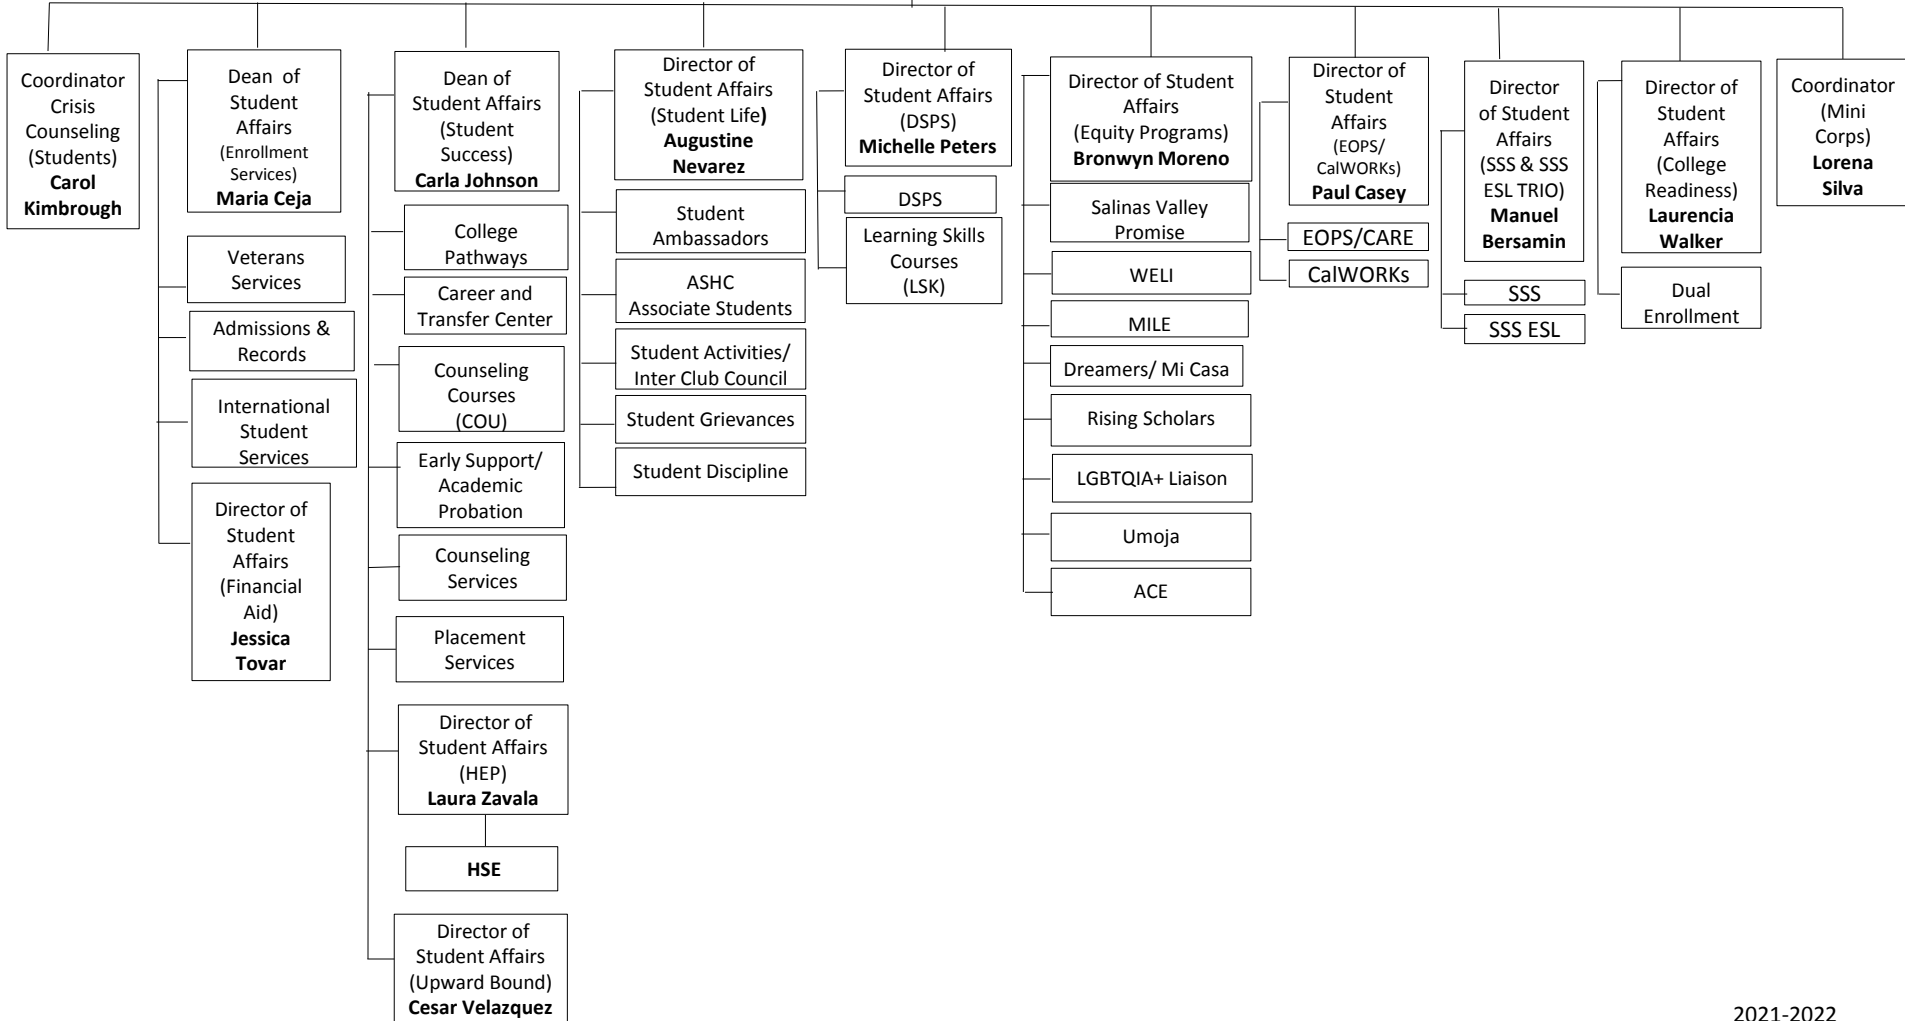 Coordinator
Crisis
Counseling
(Students)
Carol
Kimbrough
Dean of
Student
Affairs
(Enrollment
Services)
Maria Ceja
Veterans
Services
Admissions &
Records
International
Student
Services
Director of
Student
Affairs
(Financial
Aid)
Jessica
Tovar
Dean of
Student Affairs
(Student
Success)
Carla Johnson
College
Pathways
Career and
Transfer Center
Counseling
Courses
(COU)
Early Support/
Academic
Probation
Counseling
Services
Placement
Services
Director of
Student Affairs
(HEP)
Laura Zavala
HSE
Director of
Student Affairs
(Upward Bound)
Cesar Velazquez
Director of
Student Affairs
(Student Life)
Augustine
Nevarez
Student
Ambassadors
ASHC
Associate Students
Student Activities/
Inter Club Council
Student Grievances
Student Discipline
Director of
Student Affairs
(DSPS)
Michelle Peters
DSPS
Learning Skills
Courses
(LSK)
Director of Student
Affairs
(Equity Programs)
Bronwyn Moreno
Salinas Valley
Promise
WELI
MILE
Dreamers/ Mi Casa
Rising Scholars
LGBTQIA+ Liaison
Umoja
ACE
Director of
Student
Affairs
(EOPS/
CalWORKs)
Paul Casey
EOPS/CARE
CalWORKs
Director
of Student
Affairs
(SSS & SSS
ESL TRIO)
Manuel
Bersamin
SSS
SSS ESL
Director of
Student
Affairs
(College
Readiness)
Laurencia
Walker
Dual
Enrollment
Coordinator
(Mini
Corps)
Lorena
Silva
2021-2022